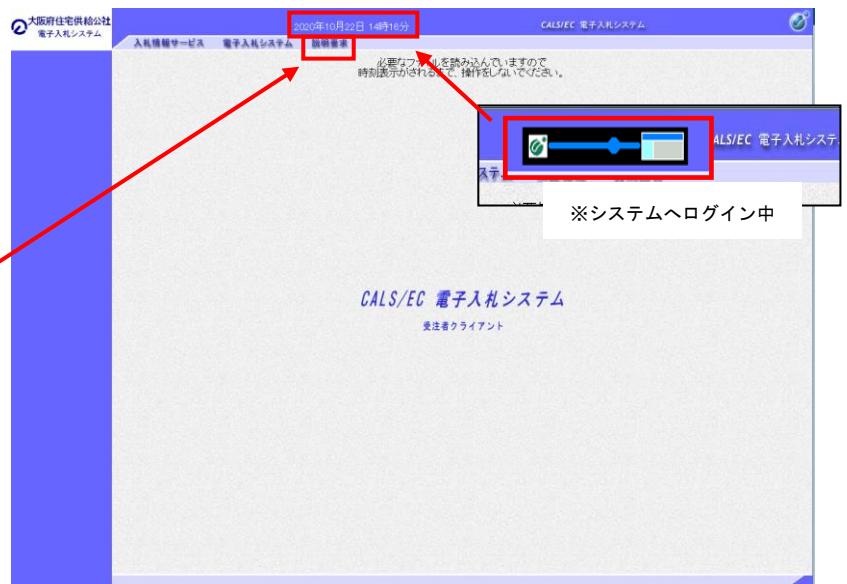 大阪府住宅供給公社
電子入札システム
2020年10月22日 14時16分
CALS/EC 電子入札システム
入札情報サービス 電子入札システム 説明要求
必要なファイルを読み込んでいますので
時刻表示がされるまで、操作をしないでください。
ALS/EC 電子入札システ
ステム
※システムへログイン中
CALS/EC 電子入札システム
受注者クライアント